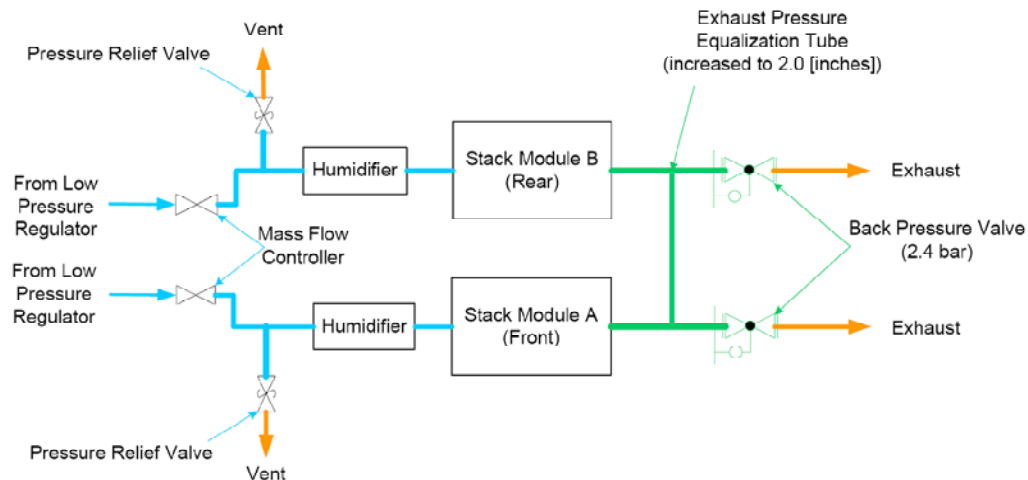 Vent
Pressure Relief Valve
Exhaust Pressure
Equalization Tube
(increased to 2.0 [inches])
From Low
Pressure
Regulator
Humidifier
Stack Module B
(Rear)
Exhaust
Mass Flow
Controller
Back Pressure Valve
(2.4 bar)
From Low
Pressure
Regulator
Humidifier
Stack Module A
(Front)
Exhaust
Pressure Relief Valve
Vent